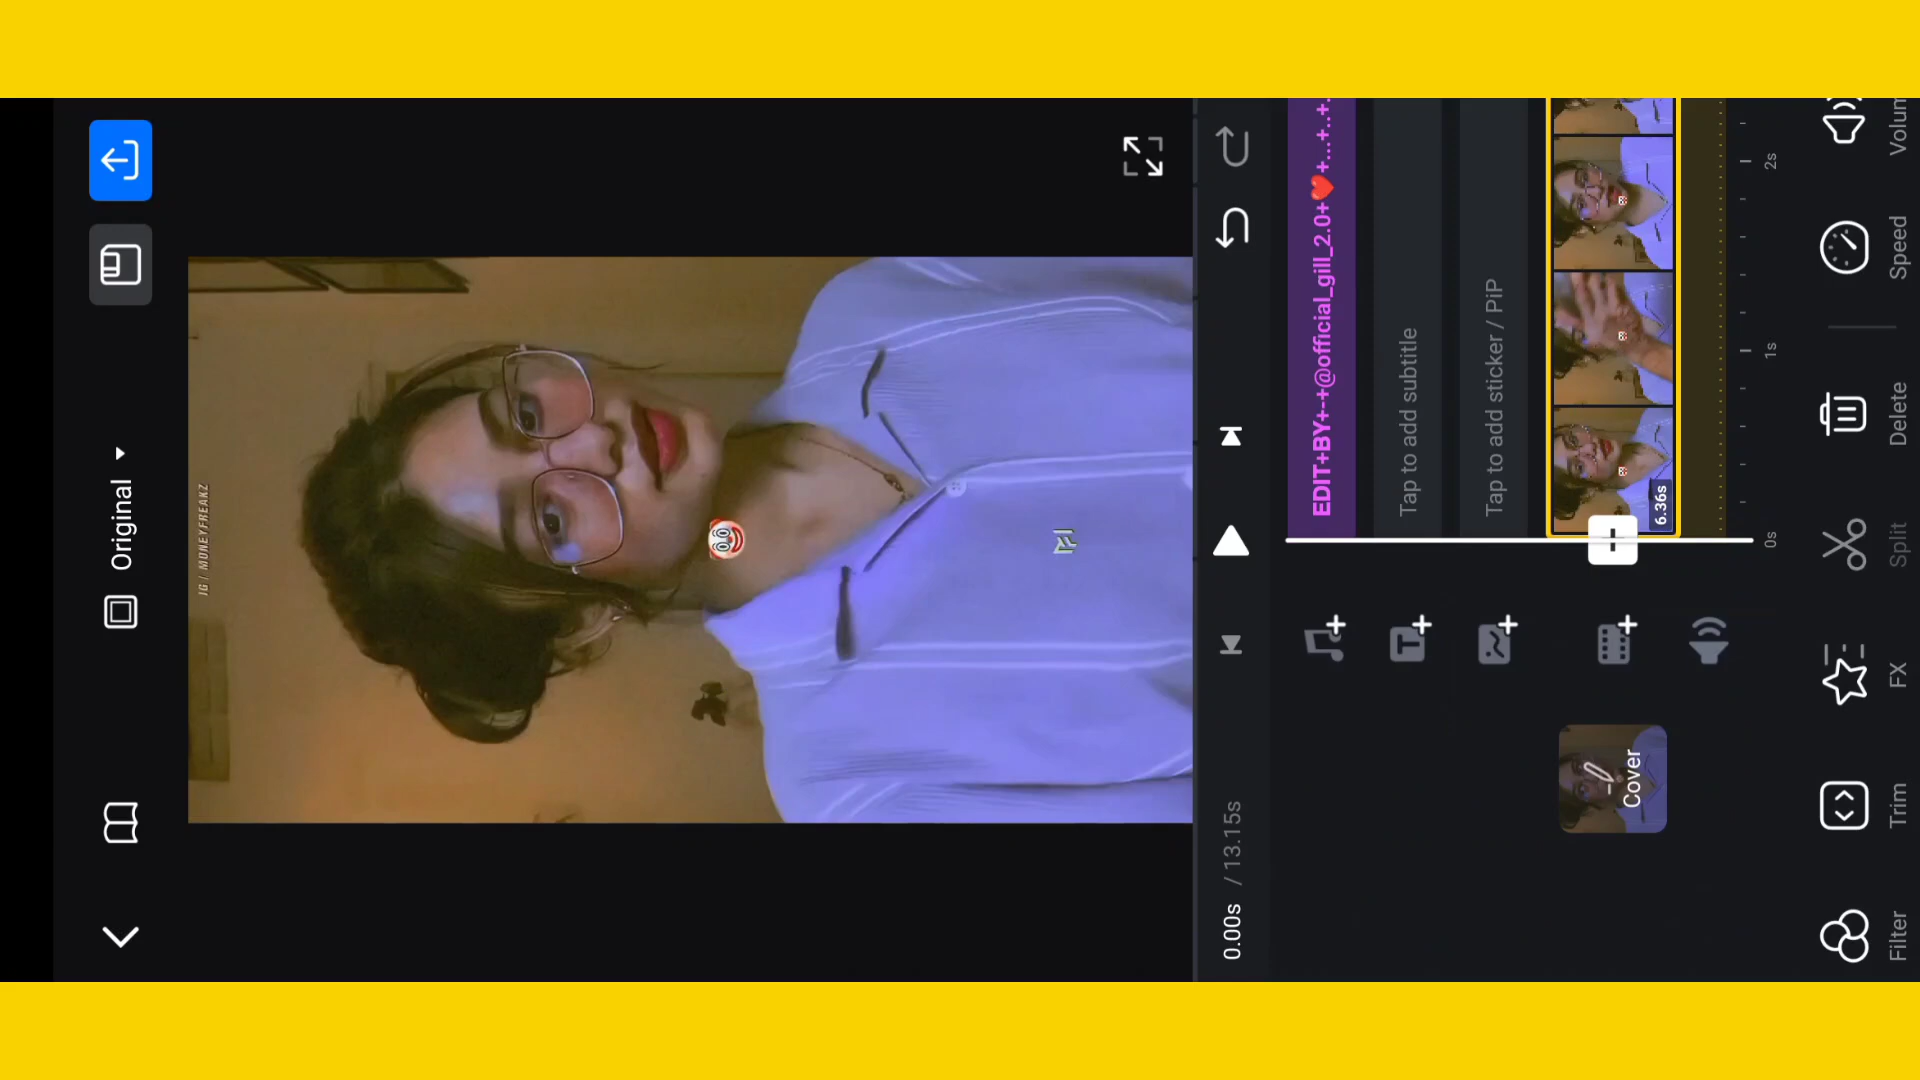 Original
IG / MONEYFREAKZ
0.00s / 13.15s
EDIT+BY+-+@official_gill_2.0+❤️+...+..+.
Tap to add subtitle
Tap to add sticker / PiP
6.36s
Cover
0s
1s
2s
Filter
Trim
FX
Split
Delete
Speed
Volum